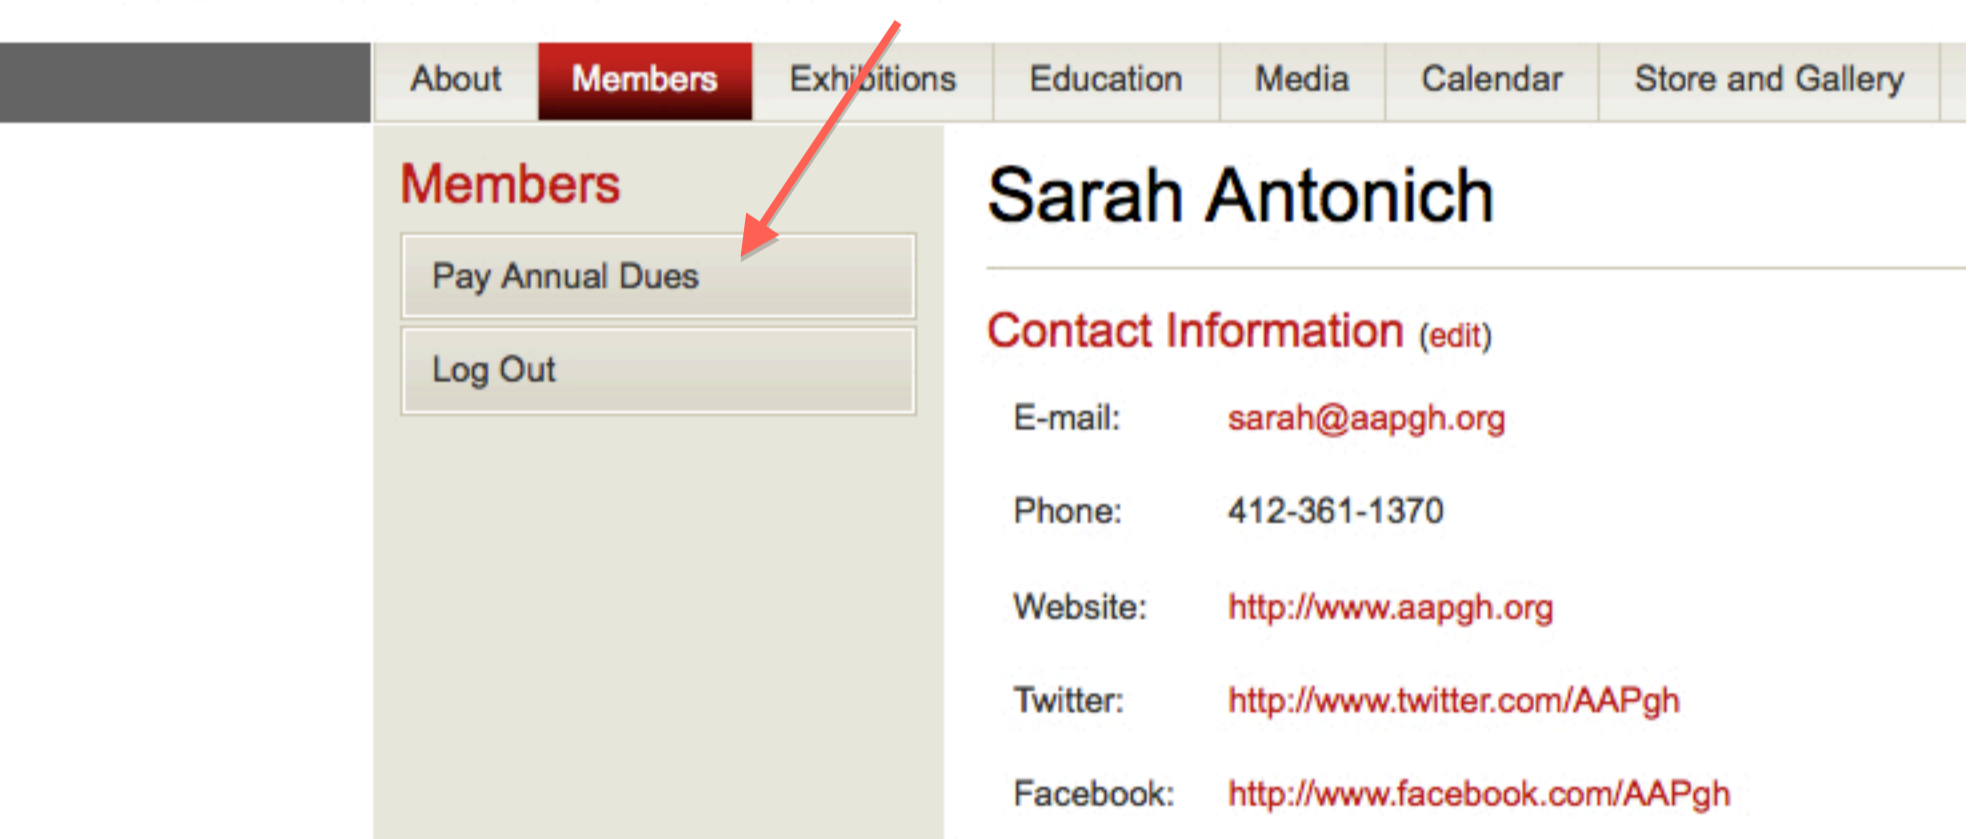 About Members Exhibitions Education Media Calendar Store and Gallery
Members
Pay Annual Dues
Log Out
Sarah Antonich
Contact Information (edit)
E-mail: sarah@aapgh.org
Phone: 412-361-1370
Website: http://www.aapgh.org
Twitter: http://www.twitter.com/AAPgh
Facebook: http://www.facebook.com/AAPgh